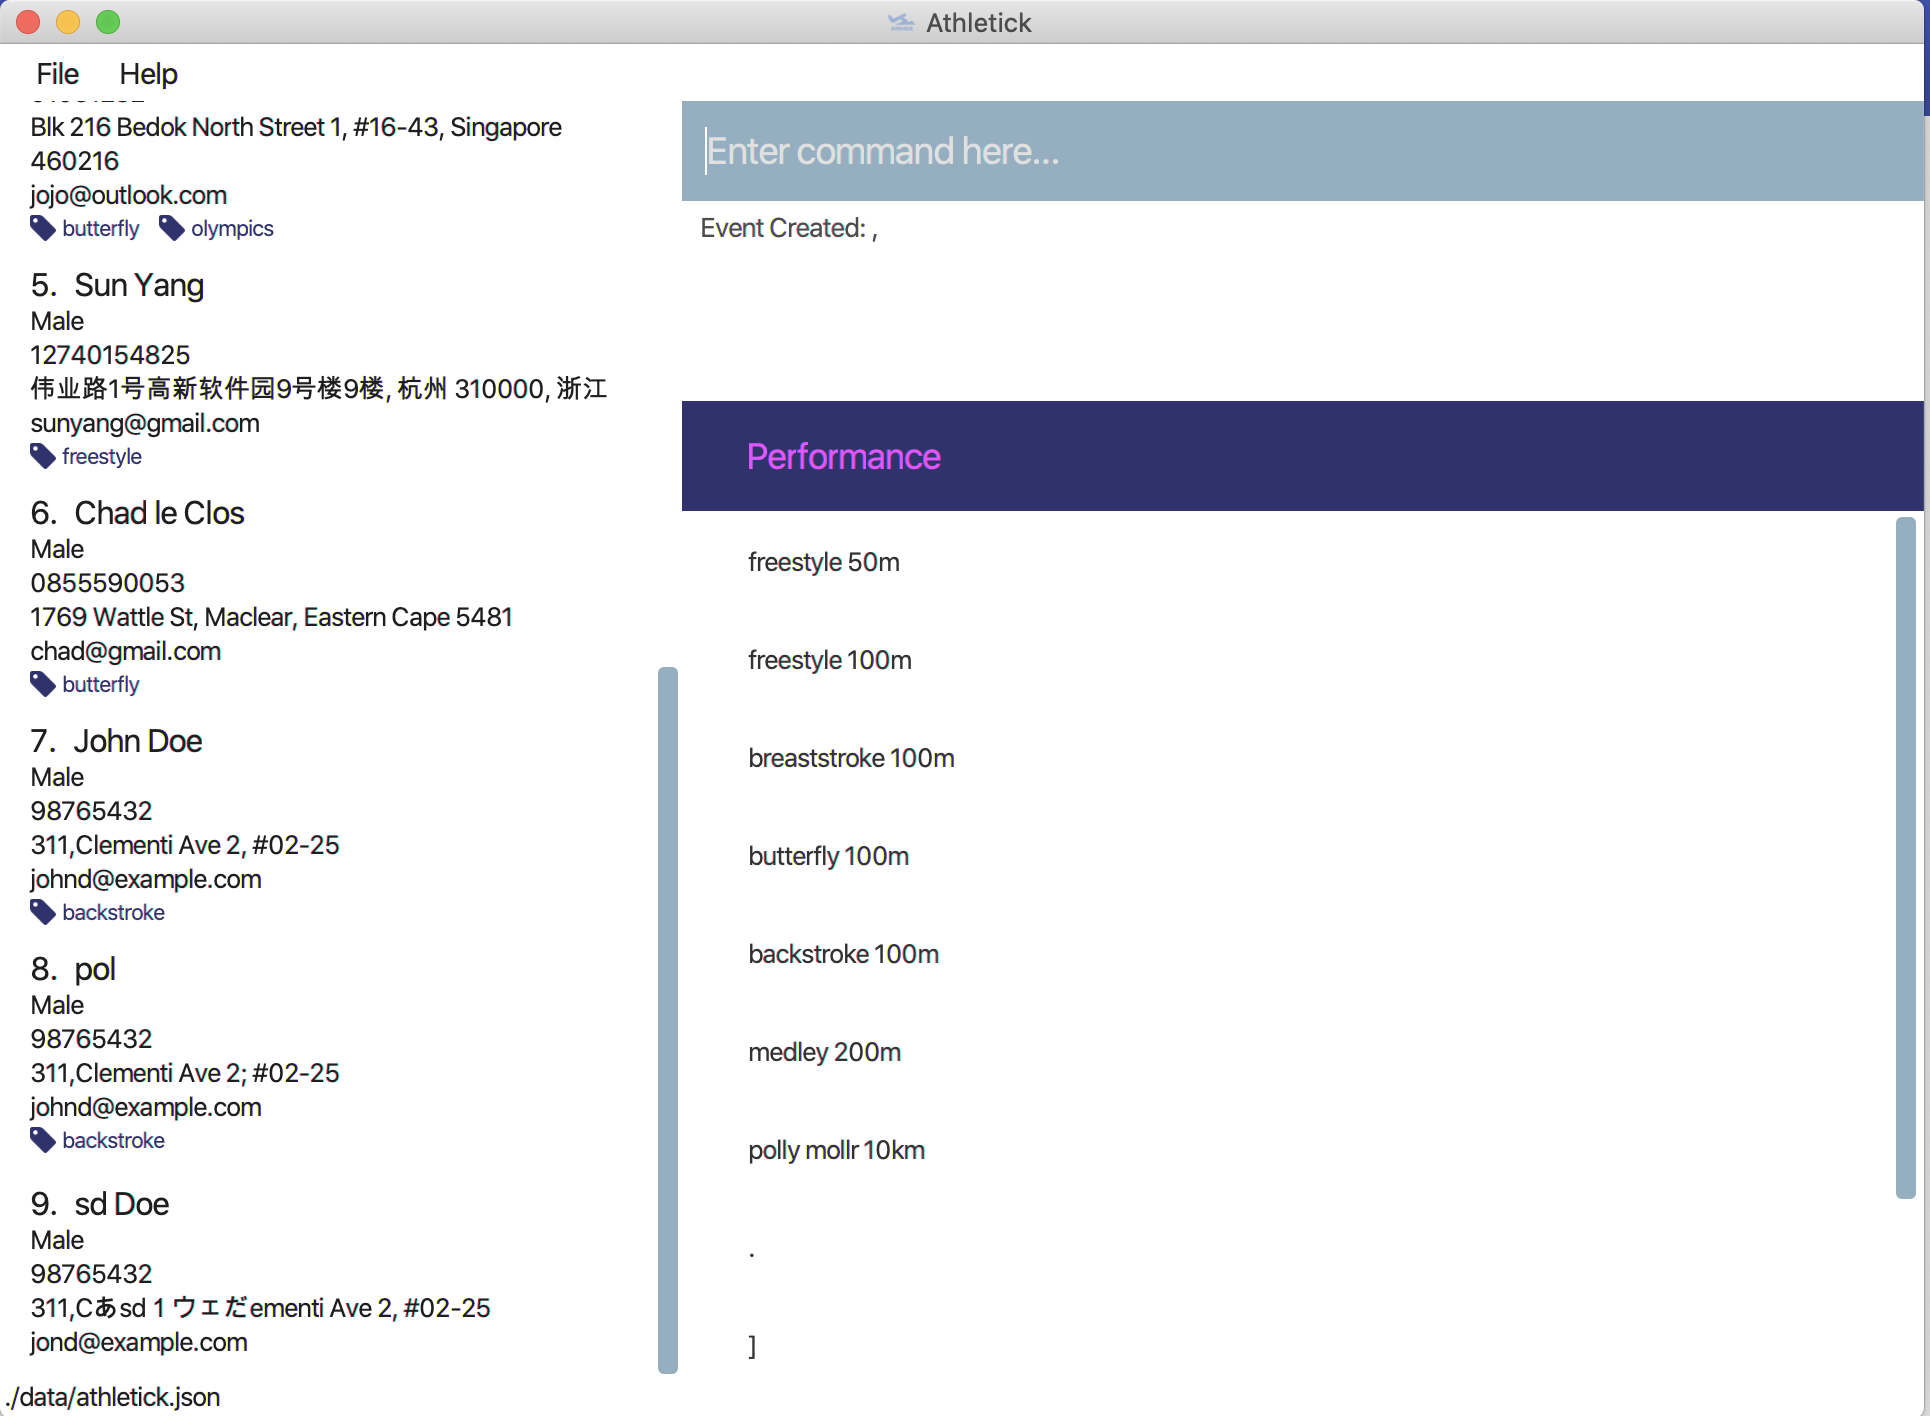 Athletick
File Help
Blk 216 Bedok North Street 1, #16-43, Singapore
460216
jojo@outlook.com
butterfly olympics
5. Sun Yang
Male
12740154825
伟业路1号高新软件园9号楼9楼, 杭州 310000, 浙江
sunyang@gmail.com
freestyle
6. Chad le Clos
Male
0855590053
1769 Wattle St, Maclear, Eastern Cape 5481
chad@gmail.com
butterfly
7. John Doe
Male
98765432
311,Clementi Ave 2, #02-25
johnd@example.com
backstroke
8. pol
Male
98765432
311,Clementi Ave 2; #02-25
johnd@example.com
backstroke
9. sd Doe
Male
98765432
311,Cあsd 1 ウェだementi Ave 2, #02-25
jond@example.com
./data/athletick.json
Enter command here...
Event Created: ,
Performance
freestyle 50m
freestyle 100m
breaststroke 100m
butterfly 100m
backstroke 100m
medley 200m
polly mollr 10km
.
]